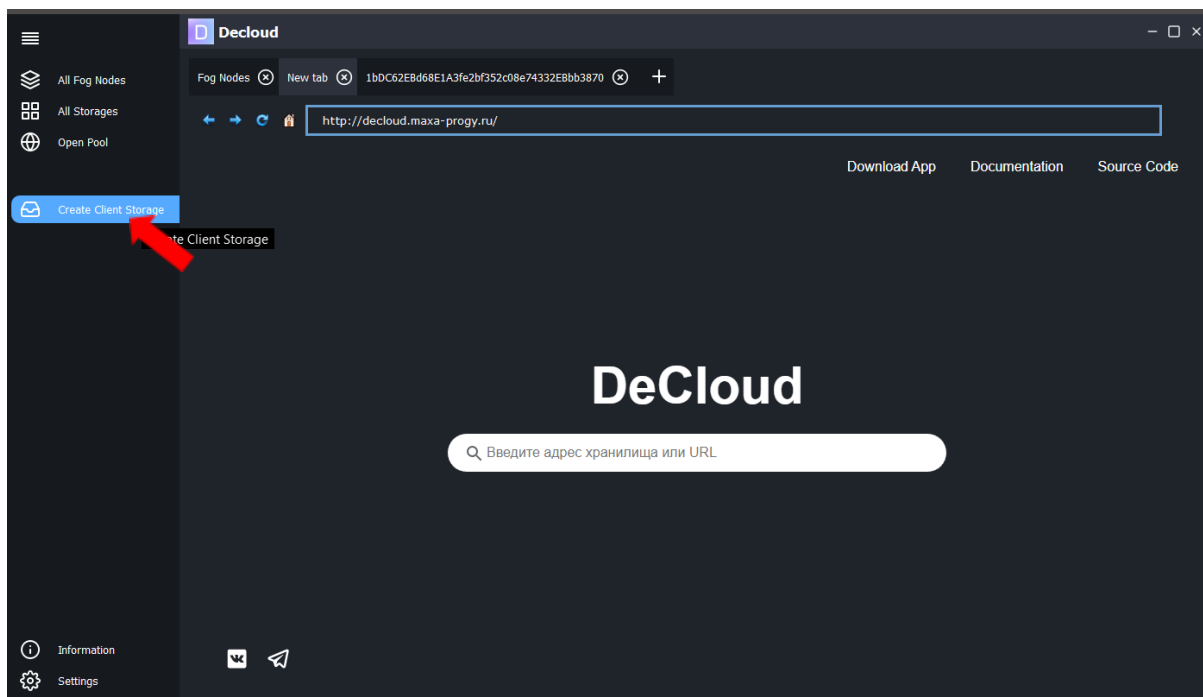 Decloud
All Fog Nodes
All Storages
Open Pool
Create Client Storage
Client Storage
Information
Settings
Fog Nodes
New tab
1bDC62EBd68E1A3fe2bf352c08e74332EBbb3870
http://decloud.maxa-progy.ru/
Download App Documentation Source Code
DeCloud
Введите адрес хранилища или URL